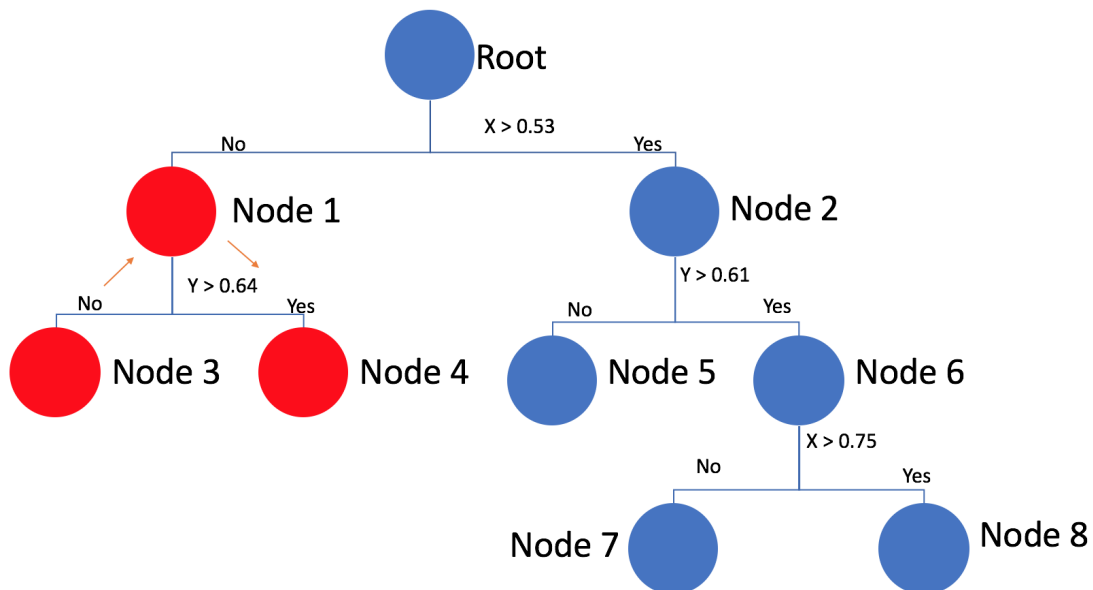 Root
X > 0.53
No
Yes
Node 1
Node 2
Y > 0.64
Y > 0.61
No
Yes
No
Yes
Node 3
Node 4
Node 5
Node 6
X > 0.75
No
Yes
Node 7
Node 8